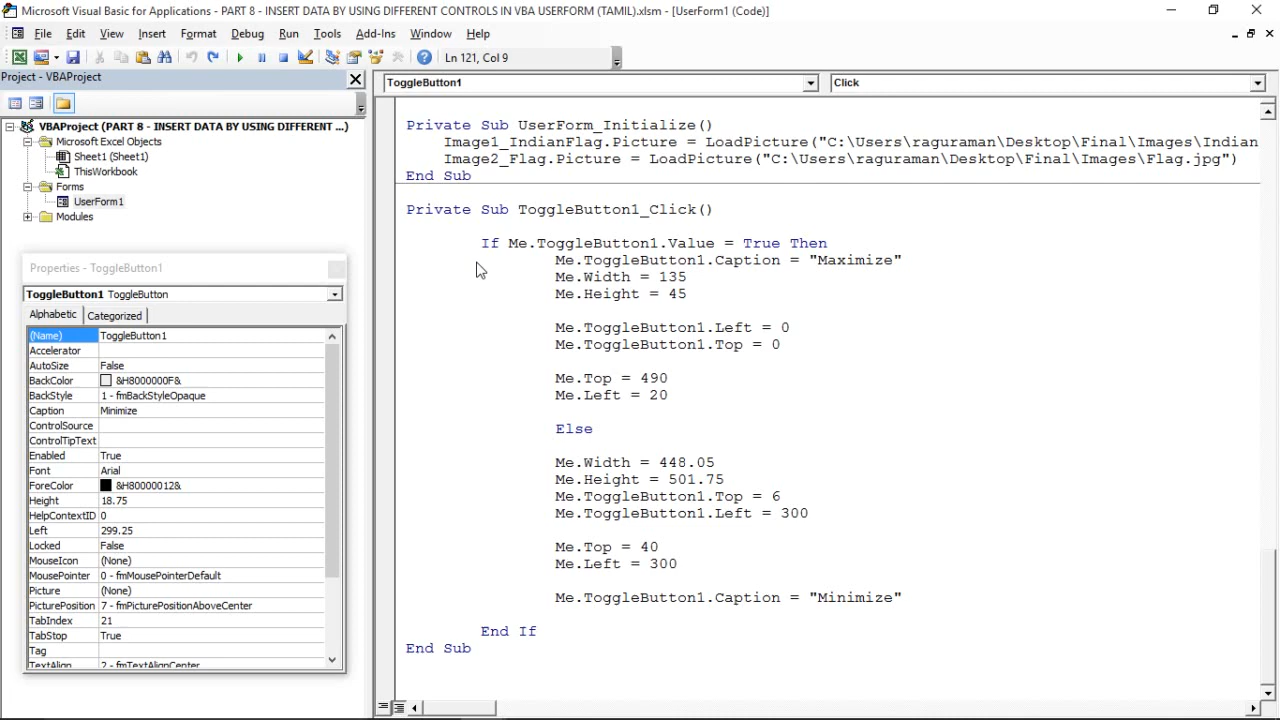 Microsoft Visual Basic for Applications - PART 8 - INSERT DATA BY USING DIFFERENT CONTROLS IN VBA USERFORM (TAMIL).xlsm - [UserForm1 (Code)]
File Edit View Insert Format Debug Run Tools Add-Ins Window Help
Ln 121, Col 9
Project - VBAProject
VBAProject (PART 8 - INSERT DATA BY USING DIFFERENT ...)
Microsoft Excel Objects
Sheet1 (Sheet1)
ThisWorkbook
Forms
UserForm1
Modules
Properties - ToggleButton1
ToggleButton1 ToggleButton
Alphabetic Categorized
(Name) ToggleButton1
Accelerator
AutoSize False
BackColor &H8000000F&
BackStyle 1 - fmBackStyleOpaque
Caption Minimize
ControlSource
ControlTipText
Enabled True
Font Arial
ForeColor &H80000012&
Height 18.75
HelpContextID 0
Left 299.25
Locked False
MouseIcon (None)
MousePointer 0 - fmMousePointerDefault
Picture (None)
PicturePosition 7 - fmPicturePositionAboveCenter
TabIndex 21
TabStop True
Tag
TextAlign 2 - fmTextAlignCenter
ToggleButton1 Click
Private Sub UserForm_Initialize()
Image1_IndianFlag.Picture = LoadPicture("C:\Users\raguraman\Desktop\Final\Images\Indian
Image2_Flag.Picture = LoadPicture("C:\Users\raguraman\Desktop\Final\Images\Flag.jpg")
End Sub
Private Sub ToggleButton1_Click()
If Me.ToggleButton1.Value = True Then
Me.ToggleButton1.Caption = "Maximize"
Me.Width = 135
Me.Height = 45
Me.ToggleButton1.Left = 0
Me.ToggleButton1.Top = 0
Me.Top = 490
Me.Left = 20
Else
Me.Width = 448.05
Me.Height = 501.75
Me.ToggleButton1.Top = 6
Me.ToggleButton1.Left = 300
Me.Top = 40
Me.Left = 300
Me.ToggleButton1.Caption = "Minimize"
End If
End Sub